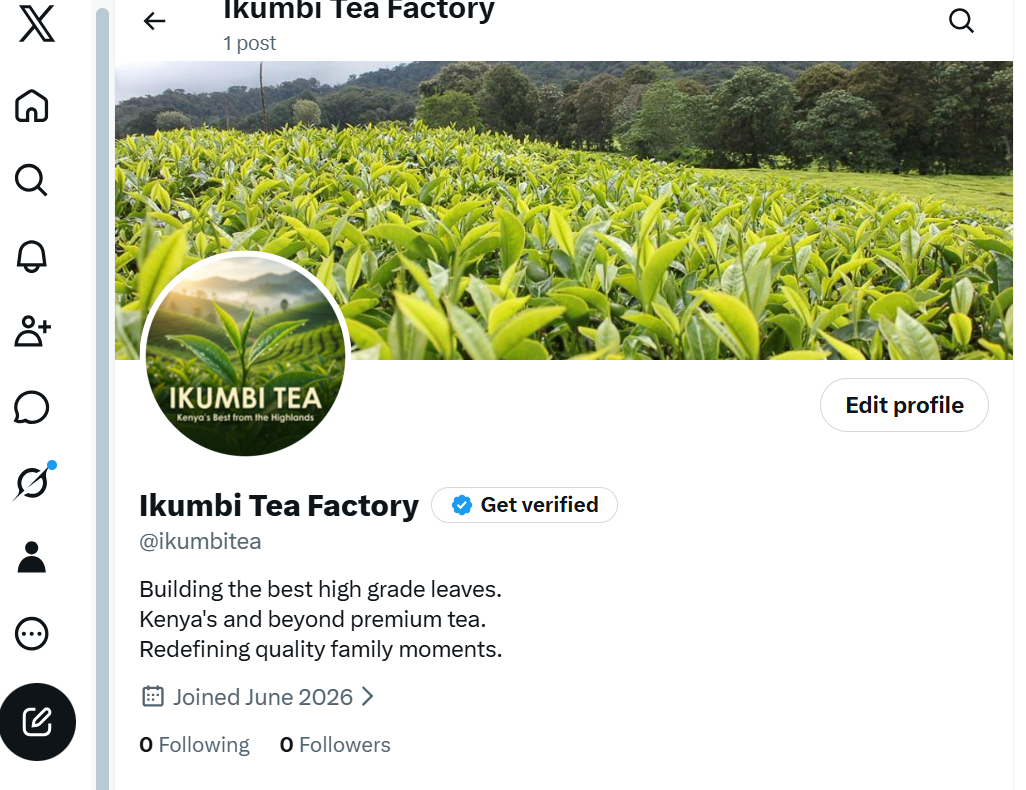 Ikumbi Tea Factory
1 post
IKUMBI TEA
Kenya's Best from the Highlands
Edit profile
Ikumbi Tea Factory Get verified
@ikumbitea
Building the best high grade leaves.
Kenya's and beyond premium tea.
Redefining quality family moments.
Joined June 2026
0 Following 0 Followers